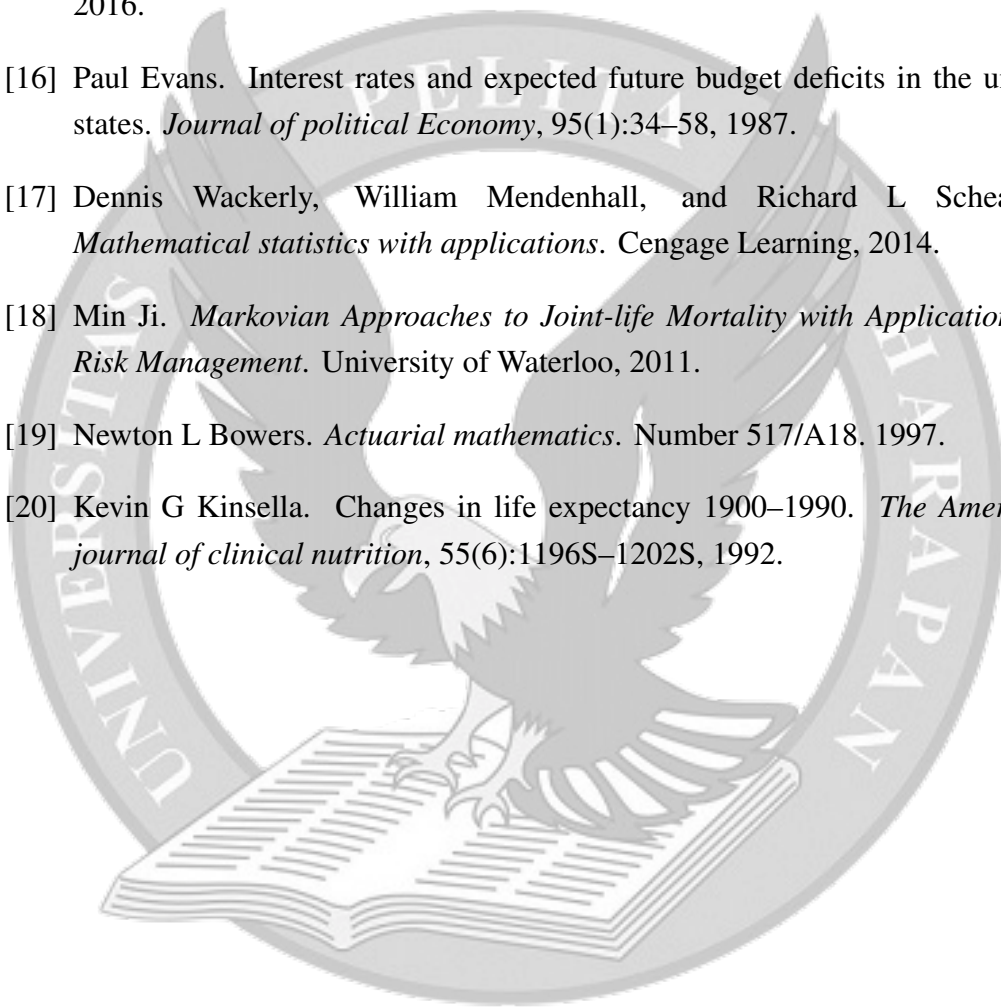 2016.
[16] Paul Evans. Interest rates and expected future budget deficits in the
states. Journal of political Economy, 95(1):34–58, 1987.
[17] Dennis Wackerly, William Mendenhall, and Richard L
Mathematical statistics with applications. Cengage Learning, 2014.
[18] Min Ji. Markovian Approaches to Joint-life Mortality with
Risk Management. University of Waterloo, 2011.
[19] Newton L Bowers. Actuarial mathematics. Number 517/A18. 1997.
[20] Kevin G Kinsella. Changes in life expectancy 1900–1990. The
journal of clinical nutrition, 55(6):1196S–1202S, 1992.
UNIVERSITAS PELITA HARAPAN